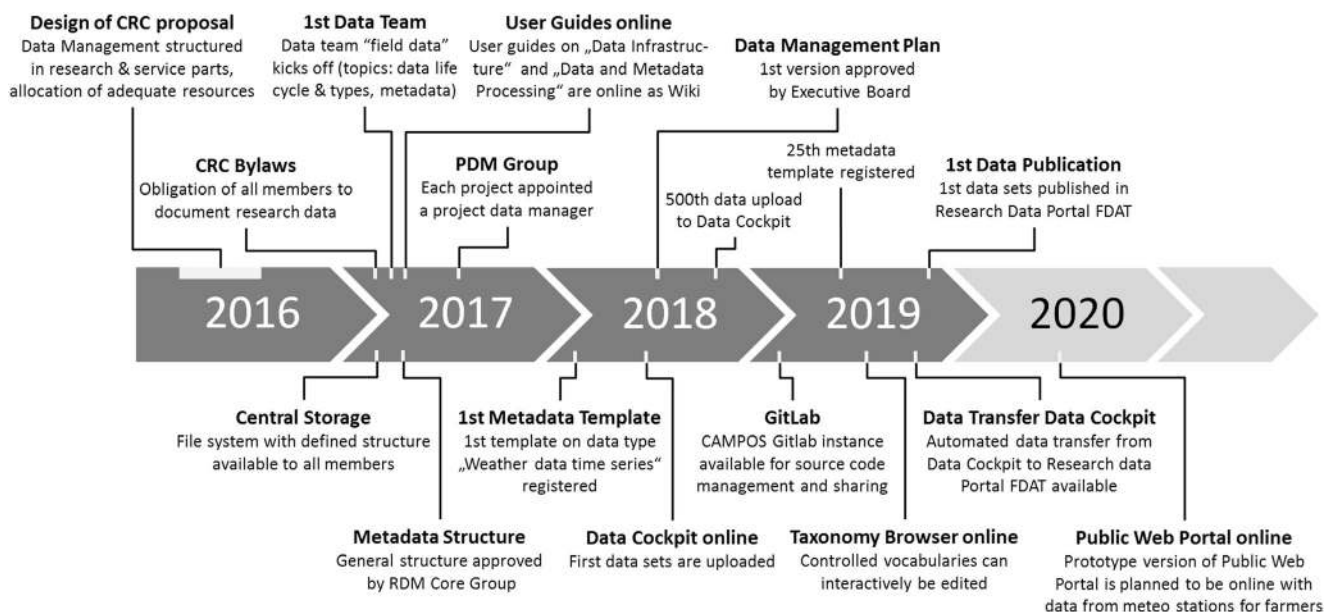 Design of CRC proposal
Data Management structured
in research & service parts,
allocation of adequate resources
1st Data Team
Data team “field data”
kicks off (topics: data life
cycle & types, metadata)
User Guides online
User guides on „Data Infrastruc-
ture“ and „Data and Metadata
Processing“ are online as Wiki
Data Management Plan
1st version approved
by Executive Board
CRC Bylaws
Obligation of all members to
document research data
PDM Group
Each project appointed
a project data manager
500th data upload
to Data Cockpit
25th metadata
template registered
1st Data Publication
1st data sets published in
Research Data Portal FDAT
2016
2017
2018
2019
2020
Central Storage
File system with defined structure
available to all members
1st Metadata Template
1st template on data type
„Weather data time series“
registered
GitLab
CAMPOS Gitlab instance
available for source code
management and sharing
Data Transfer Data Cockpit
Automated data transfer from
Data Cockpit to Research data
Portal FDAT available
Metadata Structure
General structure approved
by RDM Core Group
Data Cockpit online
First data sets are uploaded
Taxonomy Browser online
Controlled vocabularies can
interactively be edited
Public Web Portal online
Prototype version of Public Web
Portal is planned to be online with
data from meteo stations for farmers